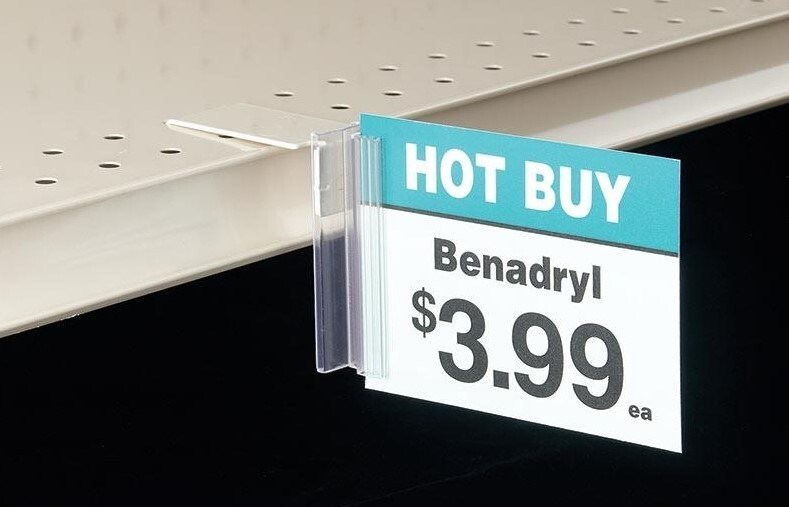 HOT BUY
Benadryl
$3.99 ea